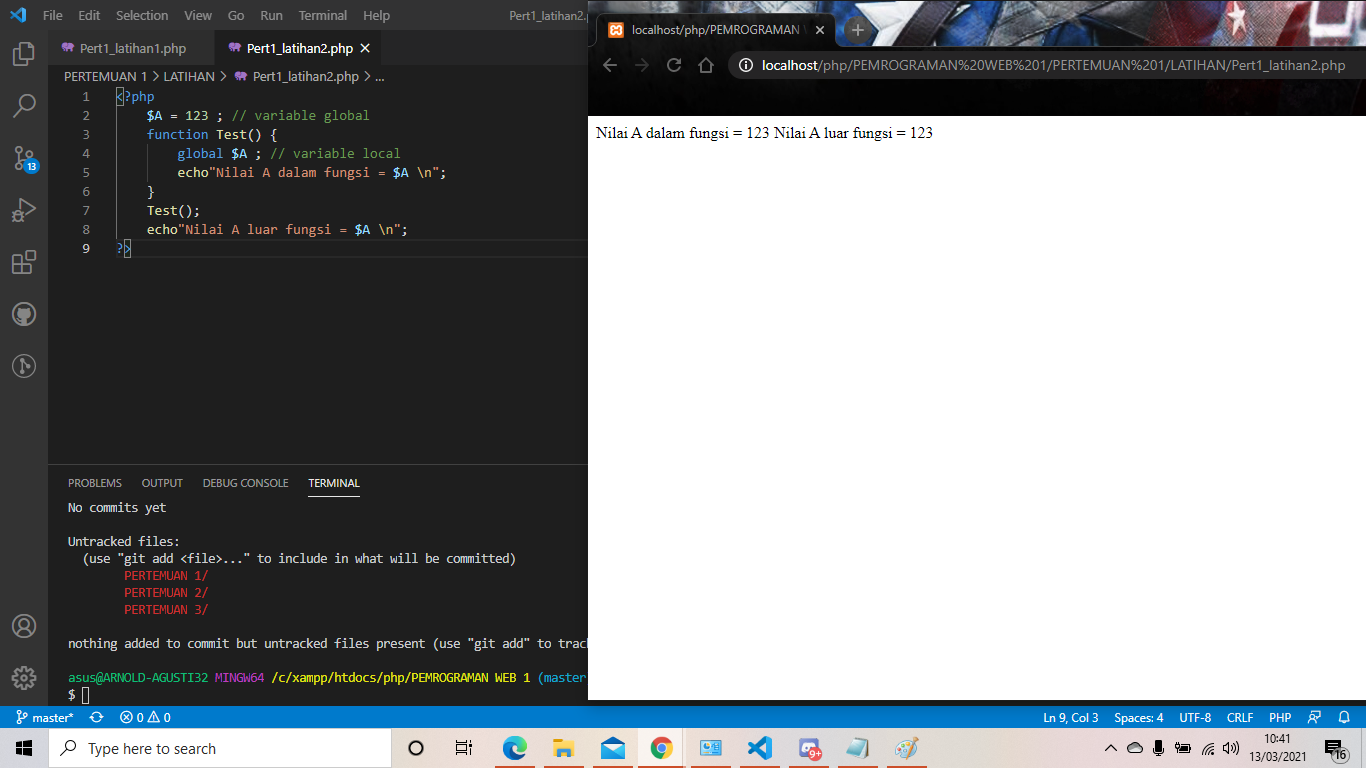 File Edit Selection View Go Run Terminal Help Pert1_latihan2.
localhost/php/PEMROGRAMAN
Pert1_latihan1.php Pert1_latihan2.php
localhost/php/PEMROGRAMAN%20WEB%201/PERTEMUAN%201/LATIHAN/Pert1_latihan2.php
PERTEMUAN 1 > LATIHAN > Pert1_latihan2.php > ...
1 <?php
2 $A = 123 ; // variable global
3 function Test() {
4 global $A ; // variable local
5 echo"Nilai A dalam fungsi = $A \n";
6 }
7 Test();
8 echo"Nilai A luar fungsi = $A \n";
9 ?>
Nilai A dalam fungsi = 123 Nilai A luar fungsi = 123
13
PROBLEMS OUTPUT DEBUG CONSOLE TERMINAL
No commits yet
Untracked files:
(use "git add <file>..." to include in what will be committed)
PERTEMUAN 1/
PERTEMUAN 2/
PERTEMUAN 3/
nothing added to commit but untracked files present (use "git add" to trac
asus@ARNOLD-AGUSTI32 MINGW64 /c/xampp/htdocs/php/PEMROGRAMAN WEB 1 (master
$
master* 0 0 Ln 9, Col 3 Spaces: 4 UTF-8 CRLF PHP
Type here to search
9+
10:41
13/03/2021
16